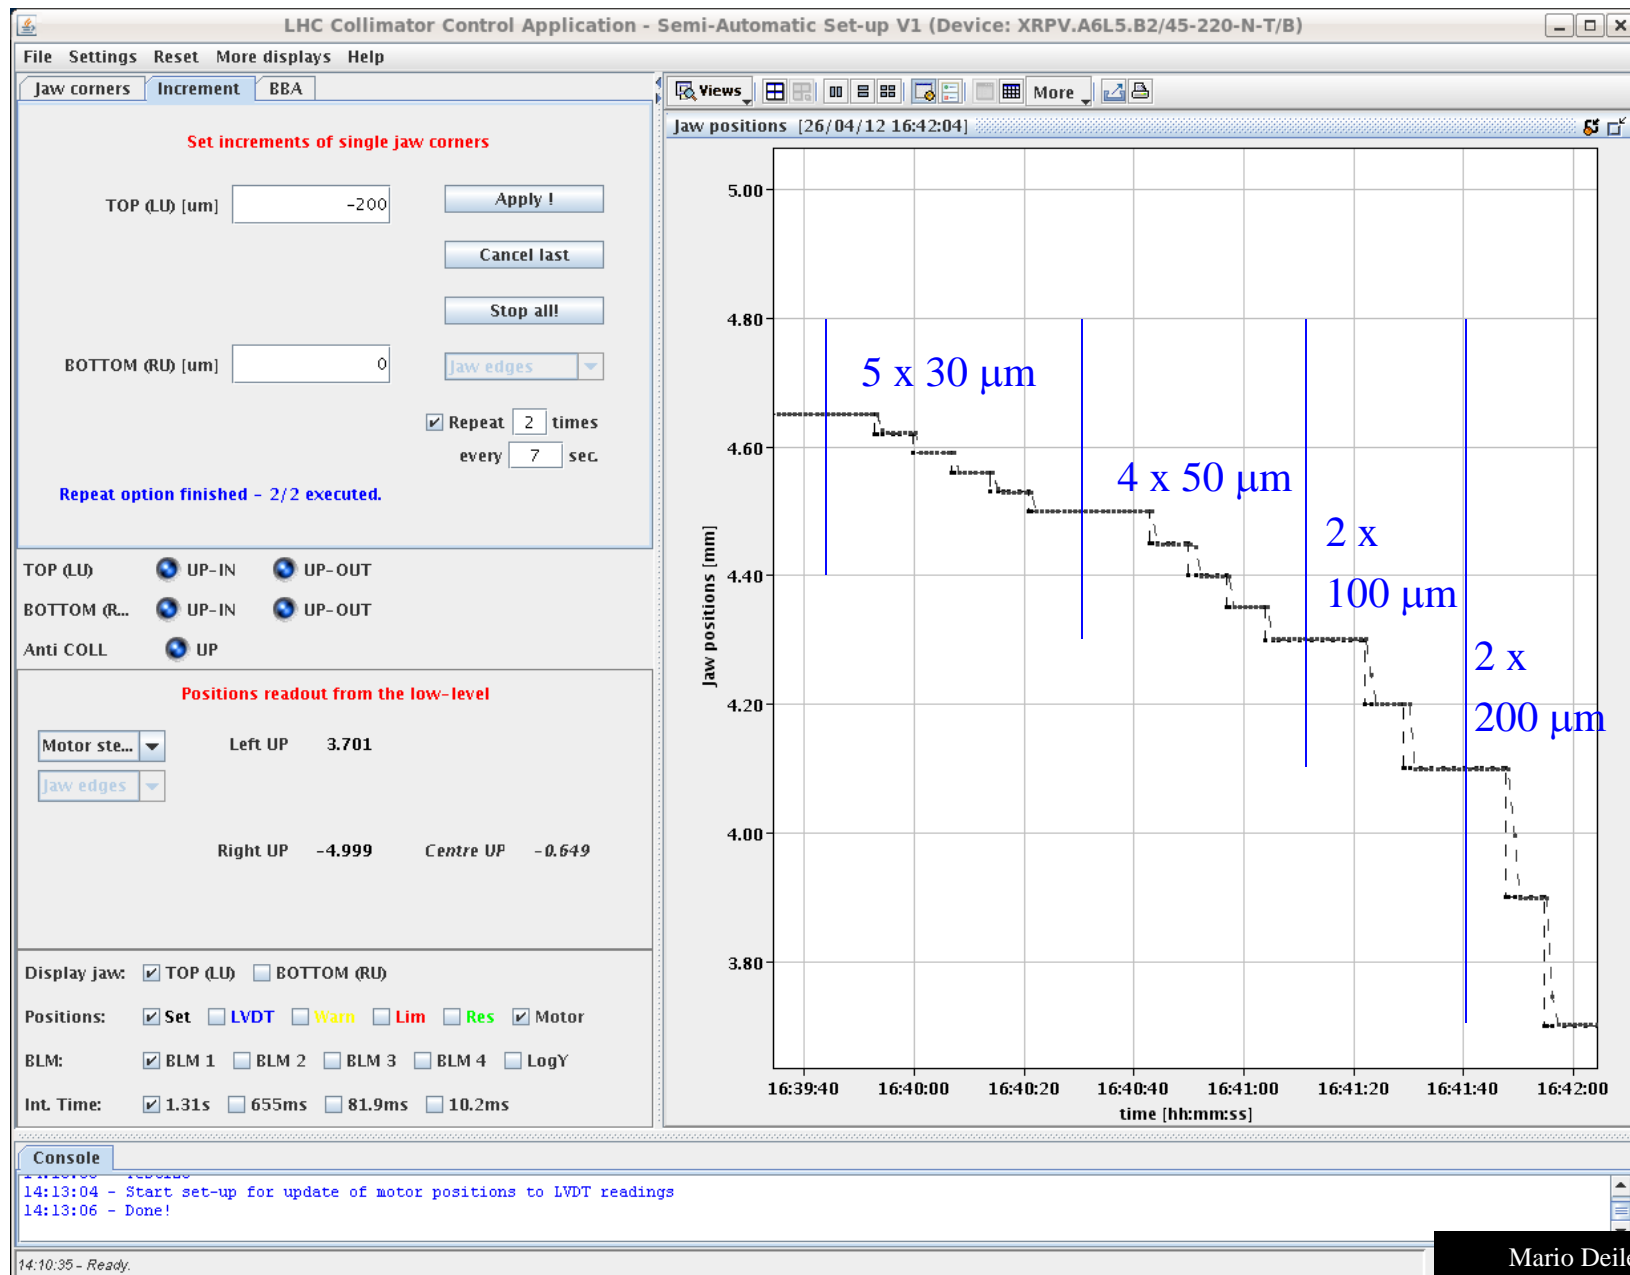 LHC Collimator Control Application - Semi-Automatic Set-up V1 (Device: XRPV.A6L5.B2/45-220-N-T/B)
File Settings Reset More displays Help
Jaw corners Increment BBA
Set increments of single jaw corners
TOP (LU) [um] -200 Apply !
Cancel last
Stop all!
BOTTOM (RU) [um] 0 Jaw edges
Repeat 2 times
every 7 sec.
Repeat option finished - 2/2 executed.
TOP (LU) UP-IN UP-OUT
BOTTOM (R... UP-IN UP-OUT
Anti COLL UP
Positions readout from the low-level
Motor ste... Left UP 3.701
Jaw edges
Right UP -4.999 Centre UP -0.649
Display jaw: TOP (LU) BOTTOM (RU)
Positions: Set LVDT Warn Lim Res Motor
BLM: BLM 1 BLM 2 BLM 3 BLM 4 LogY
Int. Time: 1.31s 655ms 81.9ms 10.2ms
Views More
Jaw positions [26/04/12 16:42:04]
5.00
4.80
4.60
4.40
4.20
4.00
3.80
Jaw positions [mm]
5 x 30 μm
4 x 50 μm
2 x
100 μm
2 x
200 μm
16:39:40 16:40:00 16:40:20 16:40:40 16:41:00 16:41:20 16:41:40 16:42:00
time [hh:mm:ss]
Console
14:13:04 - Start set-up for update of motor positions to LVDT readings
14:13:06 - Done!
14:10:35 - Ready.
Mario Deile